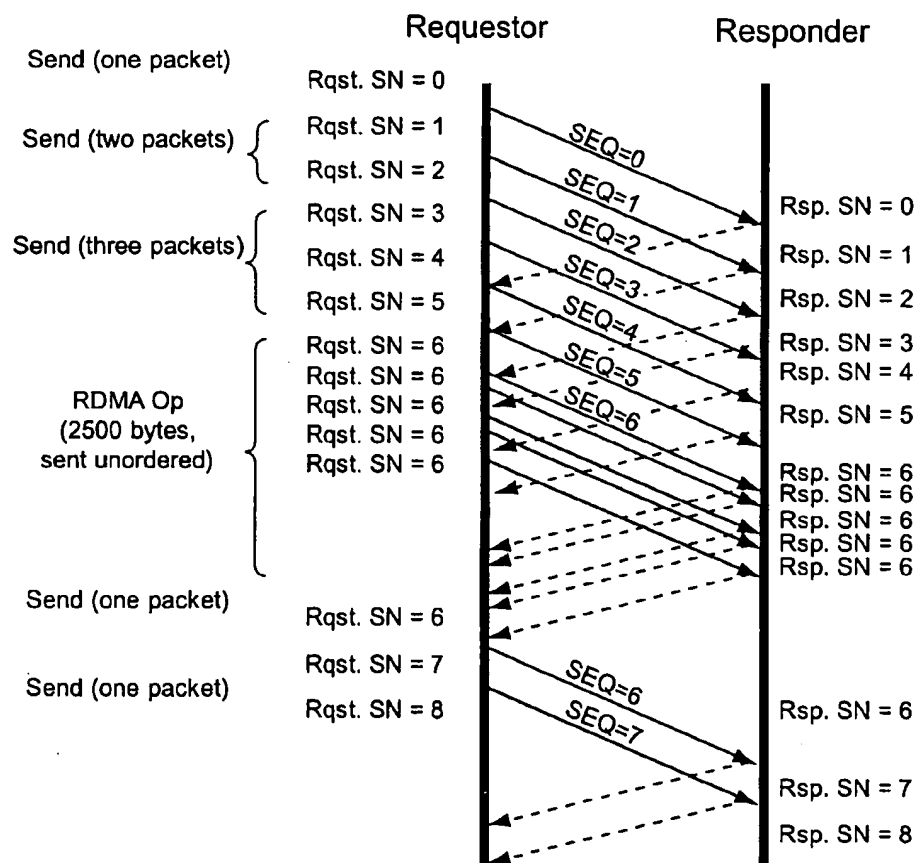 Requestor
Responder
Send (one packet)
Rqst. SN = 0
Send (two packets)
Rqst. SN = 1
Rqst. SN = 2
Send (three packets)
Rqst. SN = 3
Rqst. SN = 4
Rqst. SN = 5
RDMA Op
(2500 bytes,
sent unordered)
Rqst. SN = 6
Rqst. SN = 6
Rqst. SN = 6
Rqst. SN = 6
Rqst. SN = 6
Send (one packet)
Rqst. SN = 6
Send (one packet)
Rqst. SN = 7
Rqst. SN = 8
SEQ=0
SEQ=1
SEQ=2
SEQ=3
SEQ=4
SEQ=5
SEQ=6
SEQ=6
SEQ=7
Rsp. SN = 0
Rsp. SN = 1
Rsp. SN = 2
Rsp. SN = 3
Rsp. SN = 4
Rsp. SN = 5
Rsp. SN = 6
Rsp. SN = 6
Rsp. SN = 6
Rsp. SN = 6
Rsp. SN = 6
Rsp. SN = 6
Rsp. SN = 7
Rsp. SN = 8